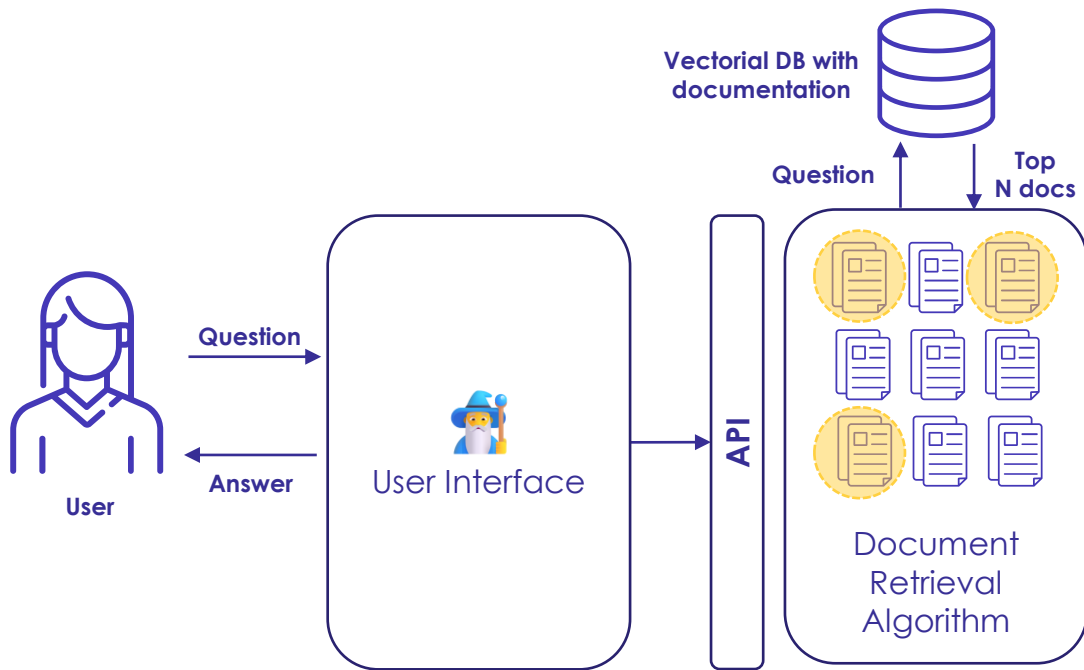 Vectorial DB with
documentation
Question
Top
N docs
Question
Answer
User
User Interface
API
Document
Retrieval
Algorithm